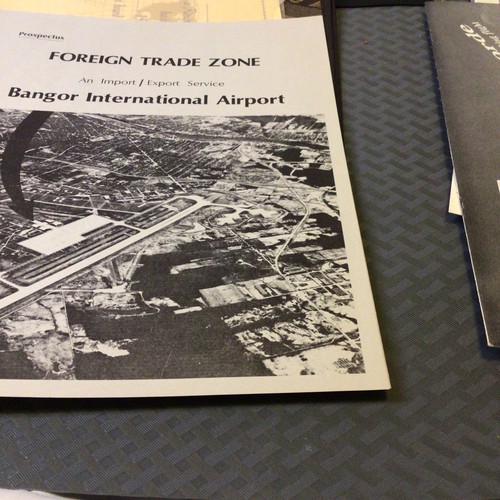 Prospectus
FOREIGN TRADE ZONE
An Import / Export Service
Bangor International Airport